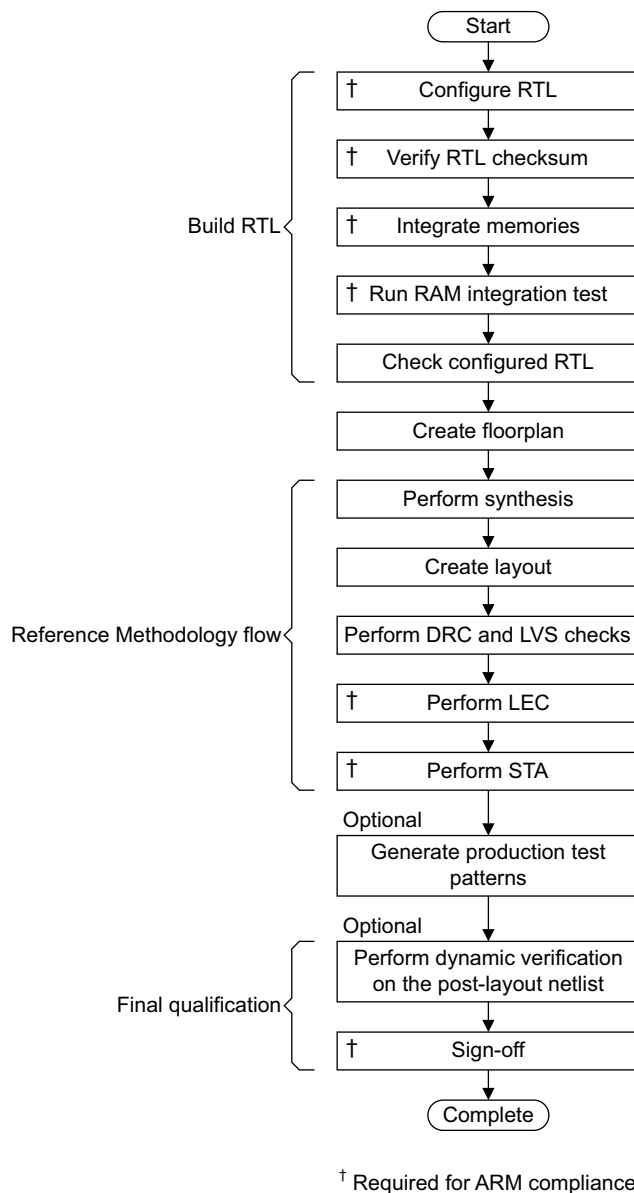 Start
† Configure RTL
† Verify RTL checksum
Build RTL
† Integrate memories
† Run RAM integration test
Check configured RTL
Create floorplan
Perform synthesis
Create layout
Reference Methodology flow
Perform DRC and LVS checks
† Perform LEC
† Perform STA
Optional
Generate production test
patterns
Optional
Perform dynamic verification
on the post-layout netlist
Final qualification
† Sign-off
Complete
† Required for ARM compliance